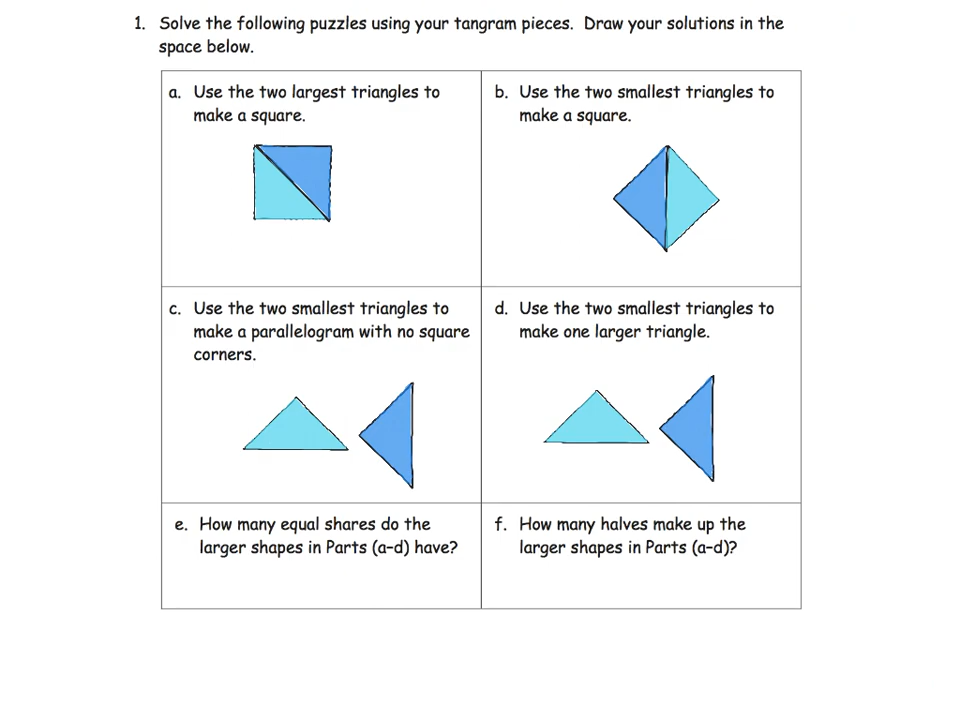 1. Solve the following puzzles using your tangram pieces. Draw your solutions in the
space below.
a. Use the two largest triangles to
make a square.
b. Use the two smallest triangles to
make a square.
c. Use the two smallest triangles to
make a parallelogram with no square
corners.
d. Use the two smallest triangles to
make one larger triangle.
e. How many equal shares do the
larger shapes in Parts (a–d) have?
f. How many halves make up the
larger shapes in Parts (a–d)?